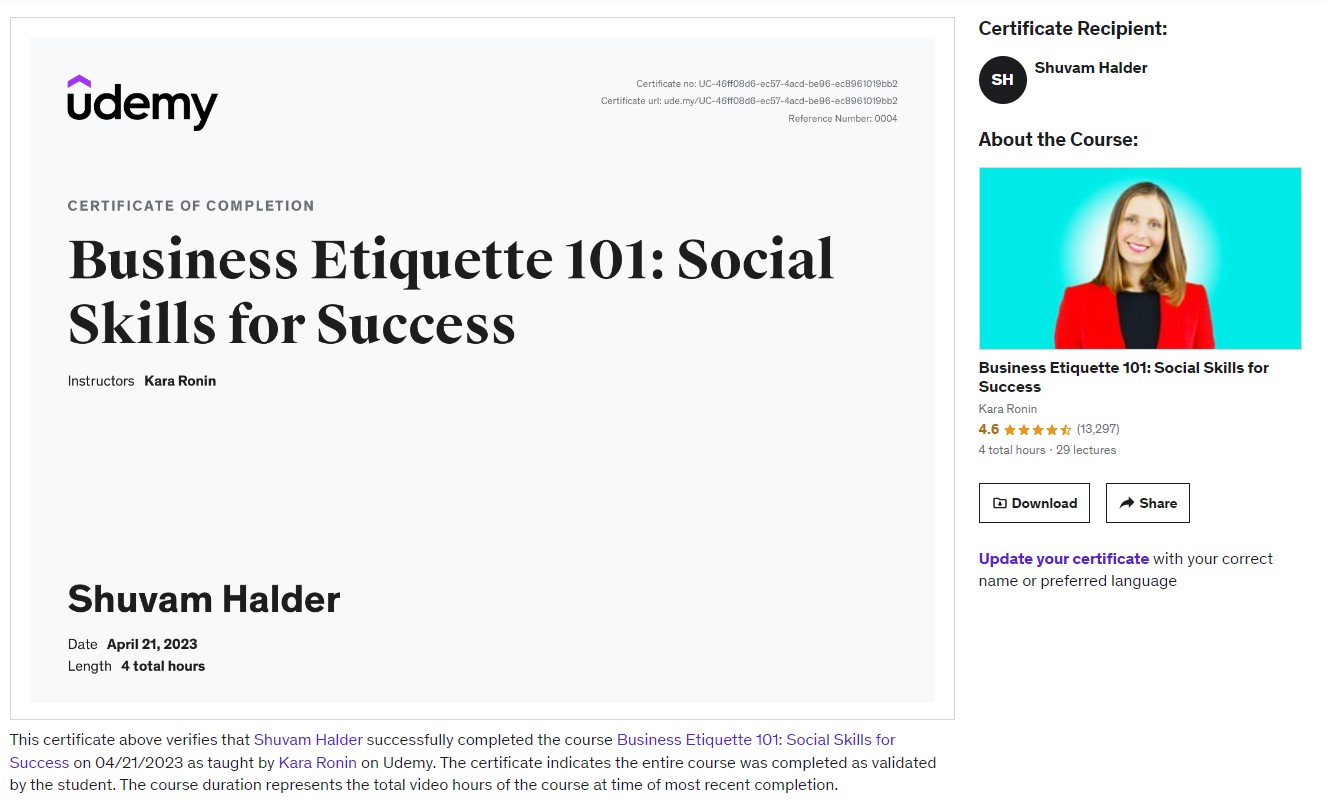 udemy
Certificate no: UC-46ff08d6-ec57-4acd-be96-ec8961019bb2
Certificate url: ude.my/UC-46ff08d6-ec57-4acd-be96-ec8961019bb2
Reference Number: 0004
CERTIFICATE OF COMPLETION
Business Etiquette 101: Social
Skills for Success
Instructors Kara Ronin
Shuvam Halder
Date April 21, 2023
Length 4 total hours
This certificate above verifies that Shuvam Halder successfully completed the course Business Etiquette 101: Social Skills for
Success on 04/21/2023 as taught by Kara Ronin on Udemy. The certificate indicates the entire course was completed as validated
by the student. The course duration represents the total video hours of the course at time of most recent completion.
Certificate Recipient:
SH
Shuvam Halder
About the Course:
Business Etiquette 101: Social Skills for
Success
Kara Ronin
4.6 (13,297)
4 total hours · 29 lectures
Download
Share
Update your certificate with your correct
name or preferred language